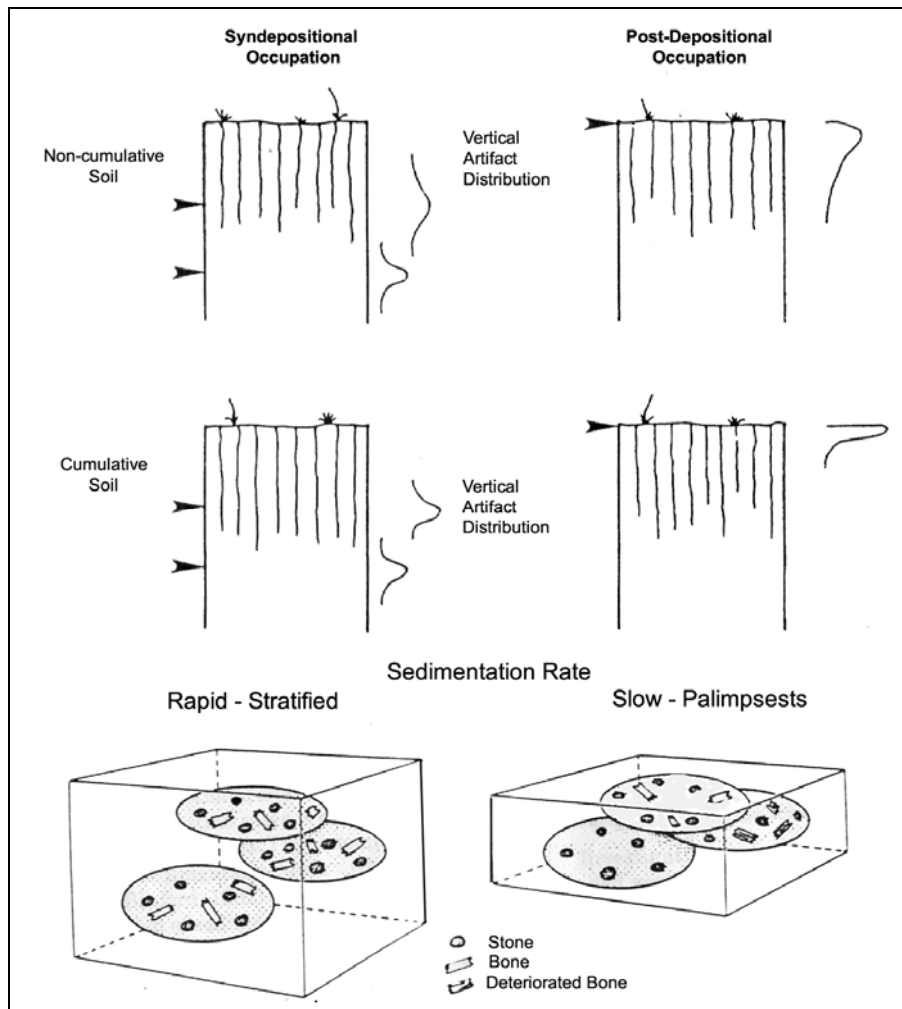 Syndepositional
Occupation
Post-Depositional
Occupation
Non-cumulative
Soil
Vertical
Artifact
Distribution
Cumulative
Soil
Vertical
Artifact
Distribution
Sedimentation Rate
Rapid - Stratified
Slow - Palimpsests
Stone
Bone
Deteriorated Bone